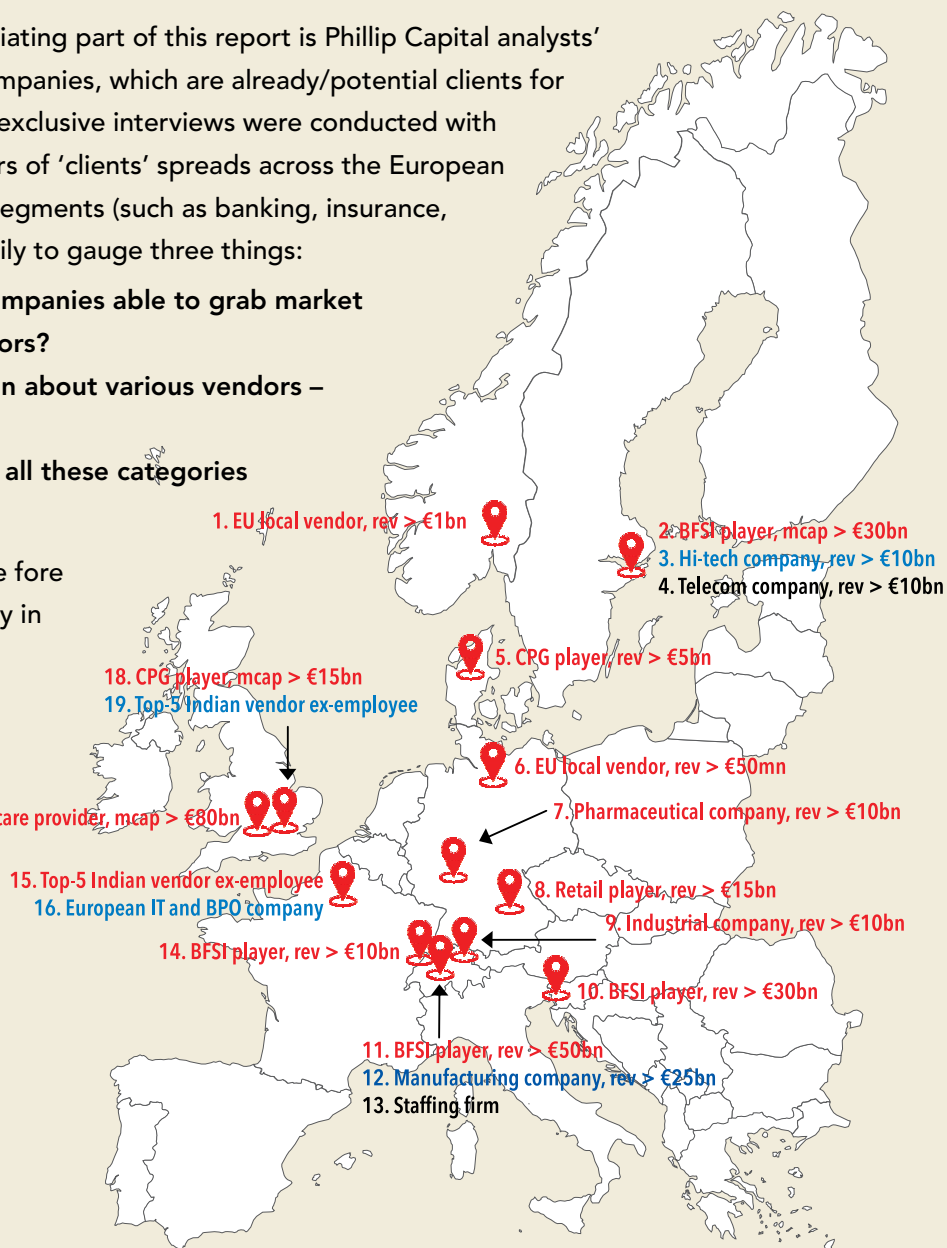 iating part of this report is Phillip Capital analysts’
mpanies, which are already/potential clients for
exclusive interviews were conducted with
rs of ‘clients’ spreads across the European
egments (such as banking, insurance,
ily to gauge three things:
ompanies able to grab market
ors?
n about various vendors –
all these categories
e fore
y in
1. EU local vendor, rev > €1bn
2. BFSI player, mcap > €30bn
3. Hi-tech company, rev > €10bn
4. Telecom company, rev > €10bn
5. CPG player, rev > €5bn
18. CPG player, mcap > €15bn
19. Top-5 Indian vendor ex-employee
6. EU local vendor, rev > €50mn
7. Pharmaceutical company, rev > €10bn
care provider, mcap > €80bn
15. Top-5 Indian vendor ex-employee
16. European IT and BPO company
8. Retail player, rev > €15bn
9. Industrial company, rev > €10bn
14. BFSI player, rev > €10bn
10. BFSI player, rev > €30bn
11. BFSI player, rev > €50bn
12. Manufacturing company, rev > €25bn
13. Staffing firm